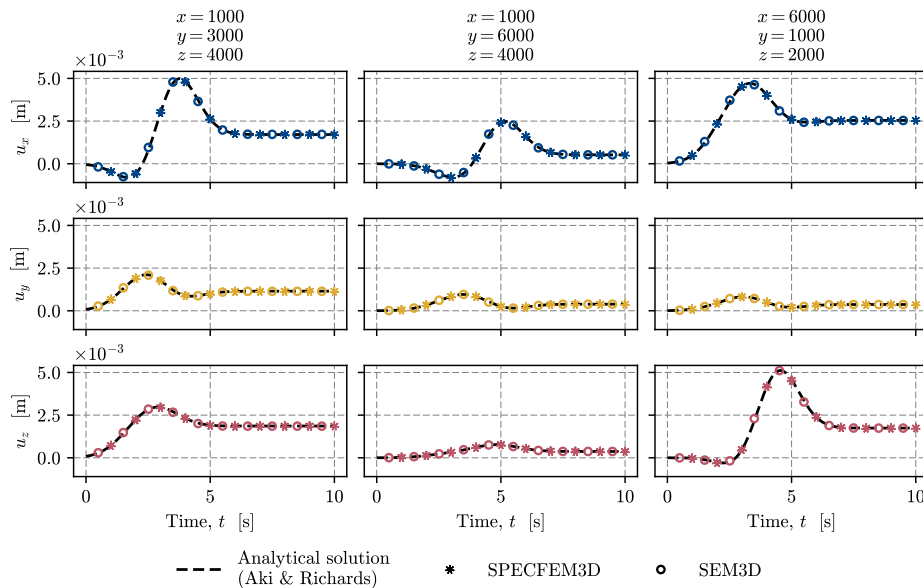 x = 1000
y = 3000
z = 4000
x = 1000
y = 6000
z = 4000
x = 6000
y = 1000
z = 2000
×10⁻³
5.0
2.5
0.0
u_x [m]
×10⁻³
5.0
2.5
0.0
u_y [m]
×10⁻³
5.0
2.5
0.0
u_z [m]
0 5 10
0 5 10
0 5 10
Time, t [s]
Time, t [s]
Time, t [s]
Analytical solution
(Aki & Richards)
SPECFEM3D
SEM3D